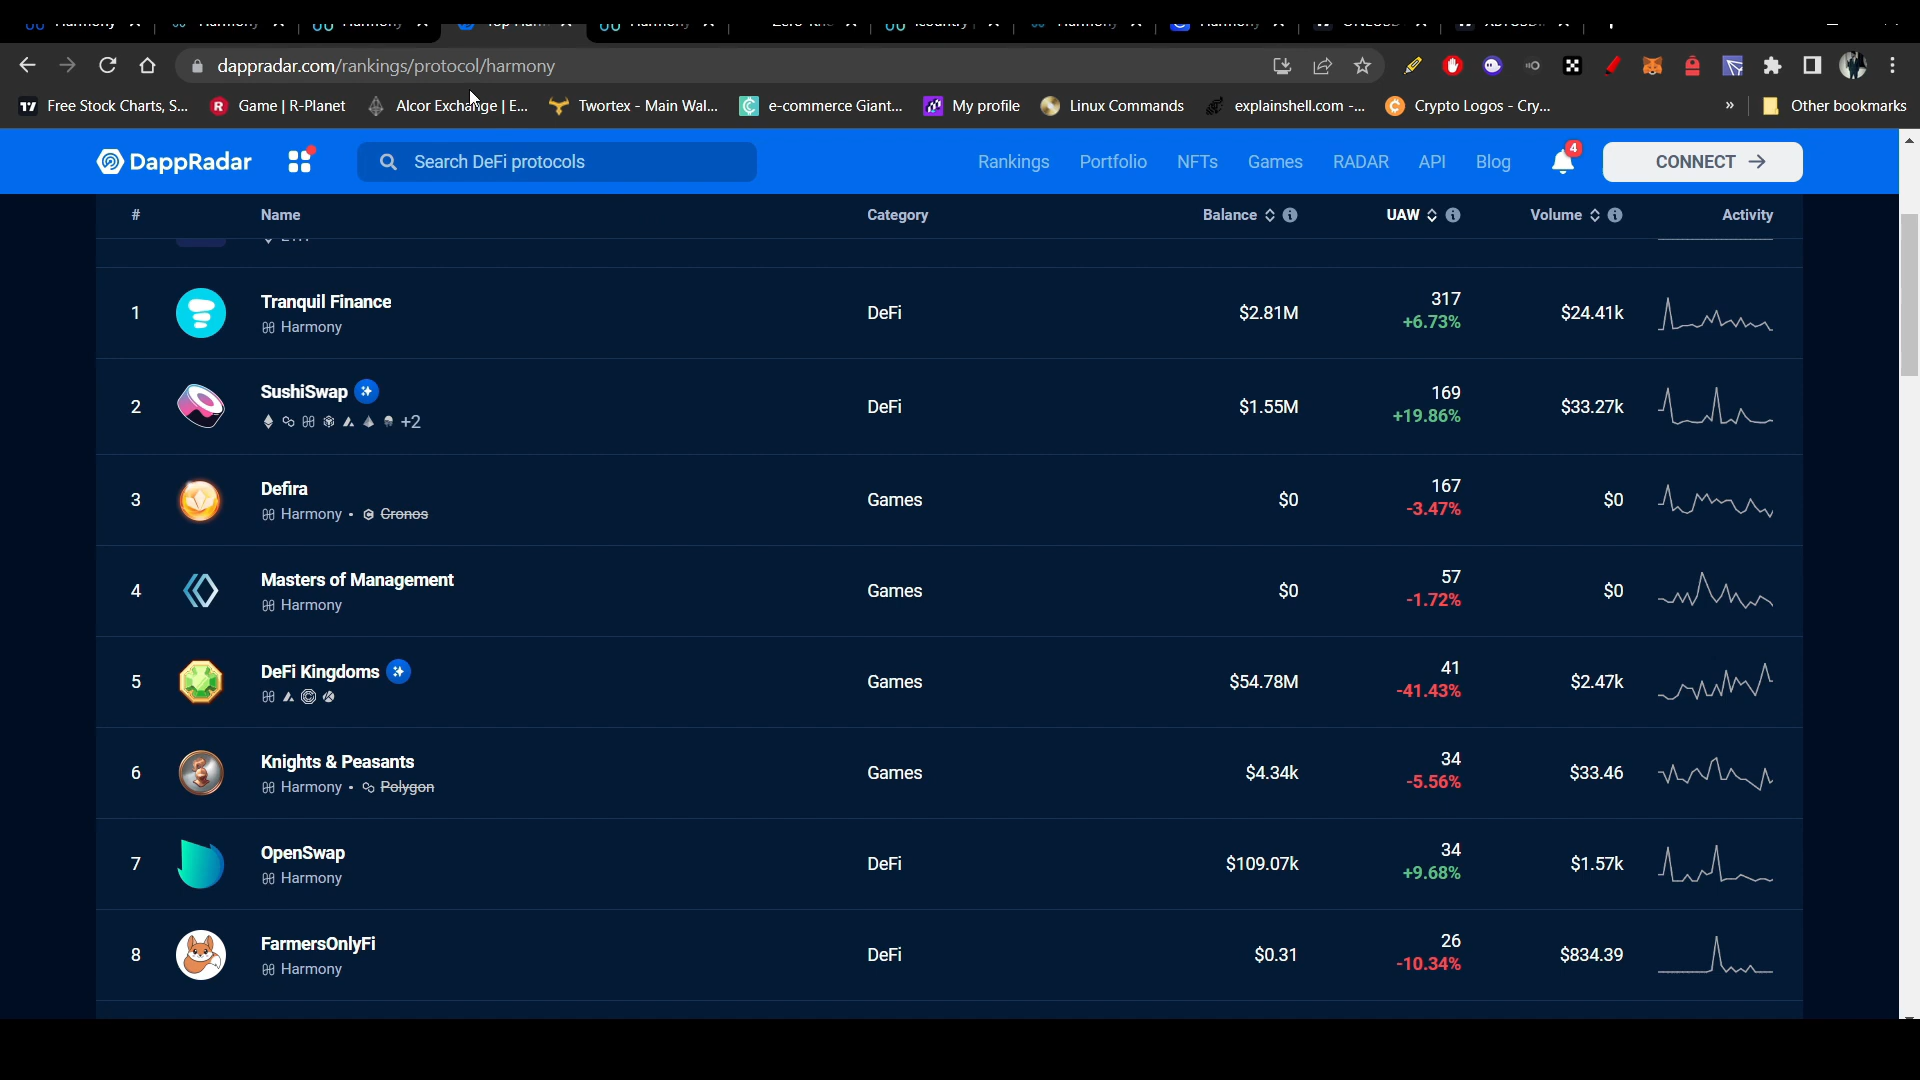 dappradar.com/rankings/protocol/harmony
Free Stock Charts, S... Game | R-Planet Alcor Exchange | E... Twortex - Main Wal... e-commerce Giant... My profile Linux Commands explainshell.com -... Crypto Logos - Cry... » Other bookmarks
DappRadar Search DeFi protocols Rankings Portfolio NFTs Games RADAR API Blog 4 CONNECT →
# Name Category Balance UAW Volume Activity
1 Tranquil Finance DeFi $2.81M 317 $24.41k
Harmony +6.73%
2 SushiSwap DeFi $1.55M 169 $33.27k
+2 +19.86%
3 Defira Games $0 167 $0
Harmony • Cronos -3.47%
4 Masters of Management Games $0 57 $0
Harmony -1.72%
5 DeFi Kingdoms Games $54.78M 41 $2.47k
-41.43%
6 Knights & Peasants Games $4.34k 34 $33.46
Harmony • Polygon -5.56%
7 OpenSwap DeFi $109.07k 34 $1.57k
Harmony +9.68%
8 FarmersOnlyFi DeFi $0.31 26 $834.39
Harmony -10.34%